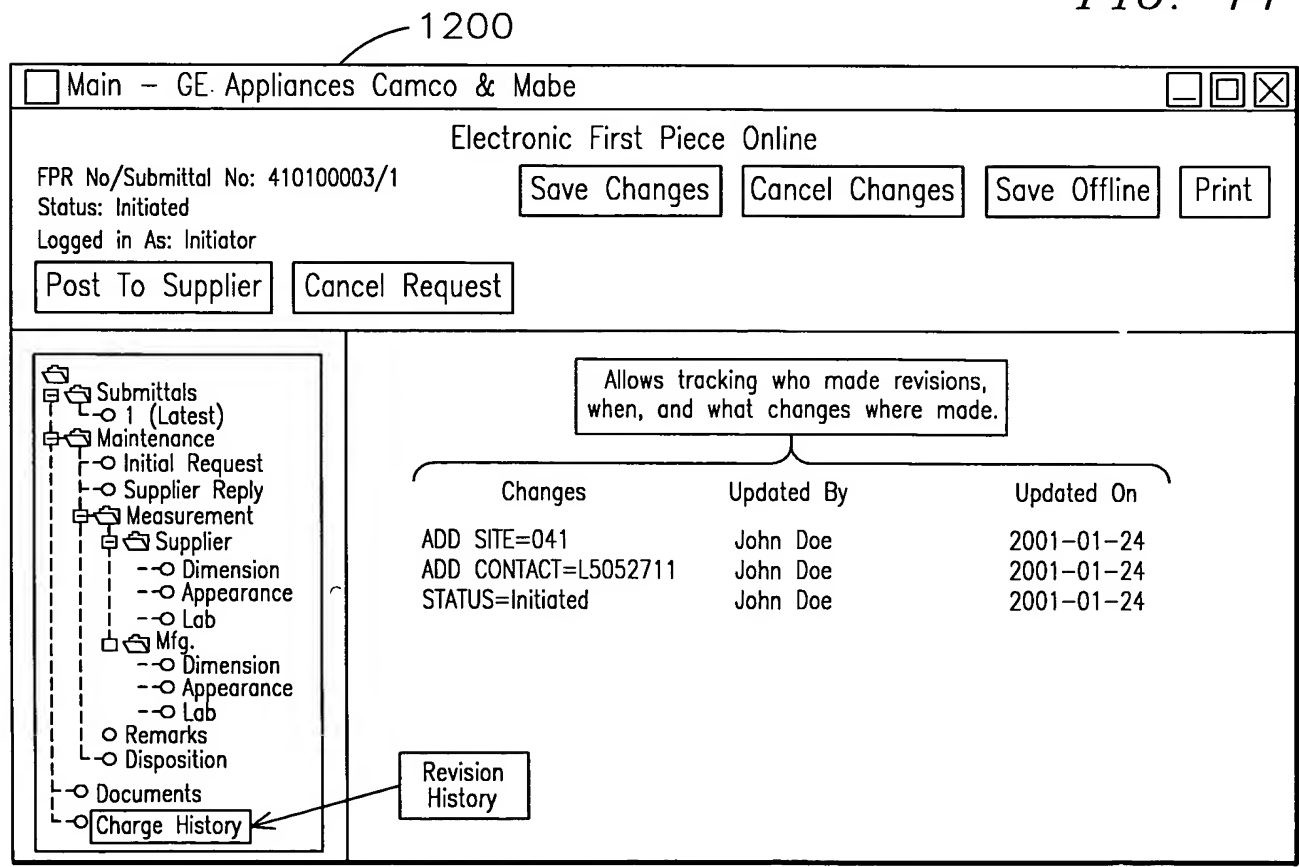 1200
Main – GE Appliances Camco & Mabe
Electronic First Piece Online
FPR No/Submittal No: 410100003/1
Status: Initiated
Logged in As: Initiator
Save Changes
Cancel Changes
Save Offline
Print
Post To Supplier
Cancel Request
Submittals
1 (Latest)
Maintenance
Initial Request
Supplier Reply
Measurement
Supplier
Dimension
Appearance
Lab
Mfg.
Dimension
Appearance
Lab
Remarks
Disposition
Documents
Charge History
Revision
History
Allows tracking who made revisions,
when, and what changes where made.
Changes Updated By Updated On
ADD SITE=041 John Doe 2001–01–24
ADD CONTACT=L5052711 John Doe 2001–01–24
STATUS=Initiated John Doe 2001–01–24